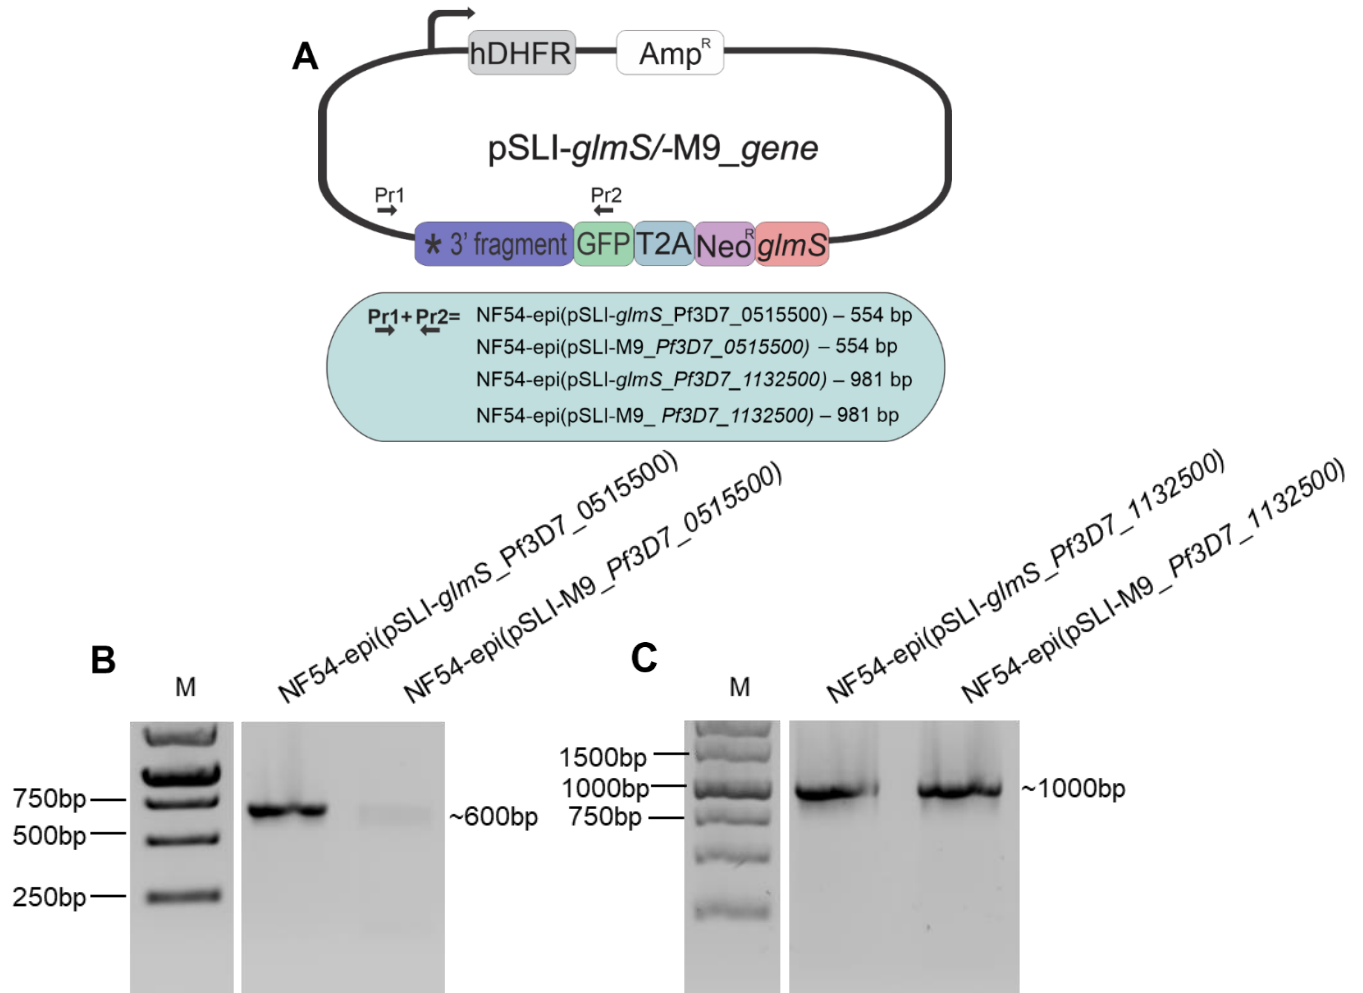 A
hDHFR
Amp^R
pSLI-glmS/-M9_gene
Pr1
Pr2
* 3' fragment
GFP
T2A
Neo^R
glmS
Pr1+ Pr2= NF54-epi(pSLI-glmS_Pf3D7_0515500) – 554 bp
NF54-epi(pSLI-M9_Pf3D7_0515500) – 554 bp
NF54-epi(pSLI-glmS_Pf3D7_1132500) – 981 bp
NF54-epi(pSLI-M9_ Pf3D7_1132500) – 981 bp
B
M
NF54-epi(pSLI-glmS_Pf3D7_0515500)
NF54-epi(pSLI-M9_Pf3D7_0515500)
750bp
500bp
250bp
~600bp
C
M
NF54-epi(pSLI-glmS_Pf3D7_1132500)
NF54-epi(pSLI-M9_Pf3D7_1132500)
1500bp
1000bp
750bp
~1000bp